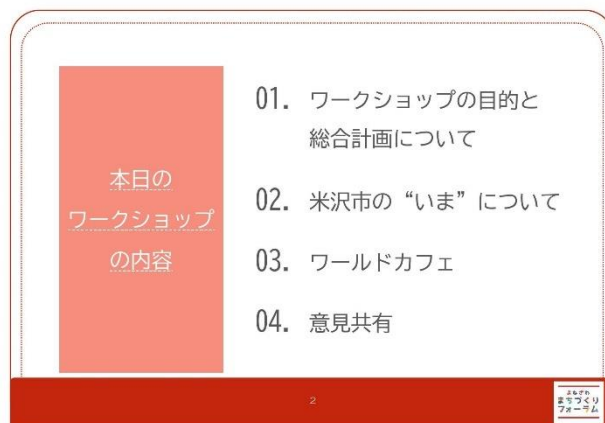 本日の
ワークショップ
の内容
01. ワークショップの目的と
総合計画について
02. 米沢市の“いま”について
03. ワールドカフェ
04. 意見共有
2
よねざわ
まちづくり
フォーラム